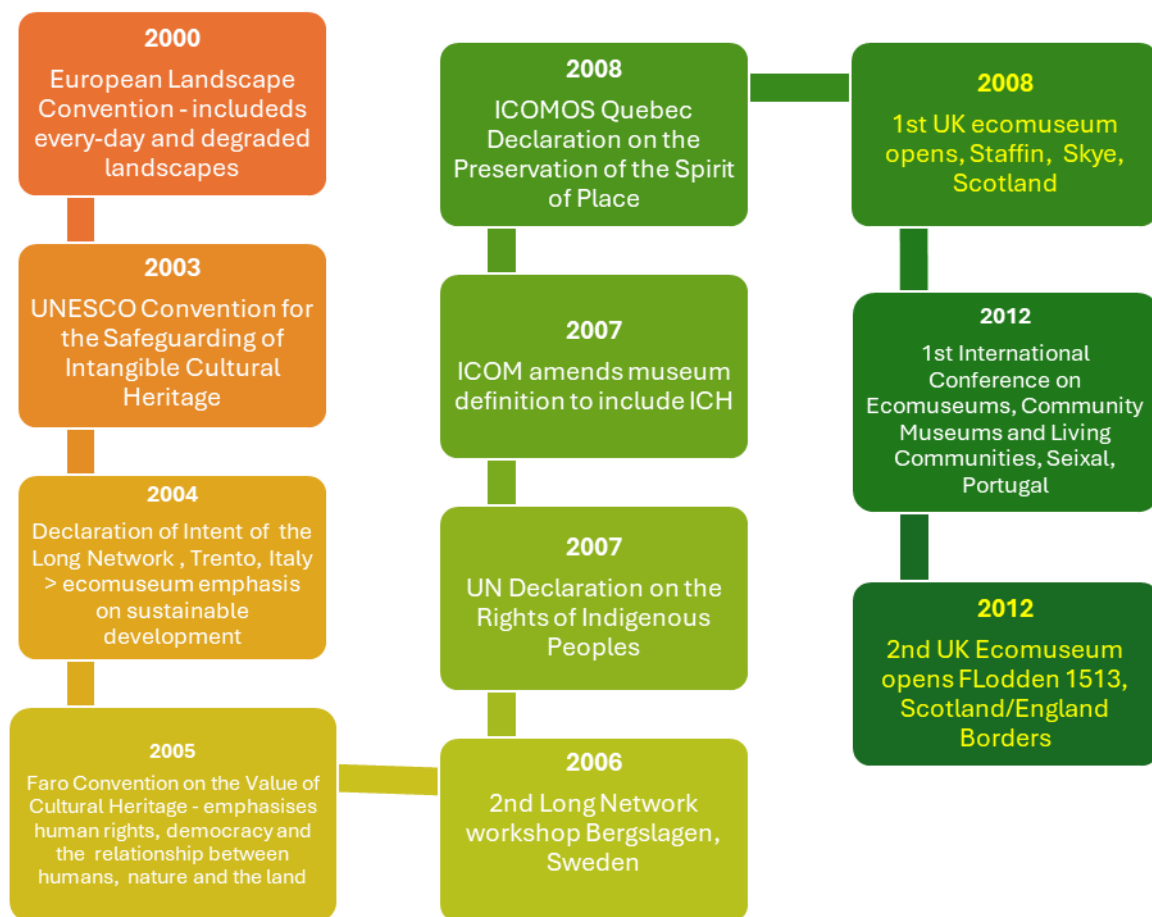 2000
European Landscape
Convention - includeds
every-day and degraded
landscapes
2003
UNESCO Convention for
the Safeguarding of
Intangible Cultural
Heritage
2004
Declaration of Intent of the
Long Network , Trento, Italy
> ecomuseum emphasis
on sustainable
development
2005
Faro Convention on the Value of
Cultural Heritage - emphasises
human rights, democracy and
the relationship between
humans, nature and the land
2006
2nd Long Network
workshop Bergslagen,
Sweden
2007
UN Declaration on the
Rights of Indigenous
Peoples
2007
ICOM amends museum
definition to include ICH
2008
ICOMOS Quebec
Declaration on the
Preservation of the Spirit
of Place
2008
1st UK ecomuseum
opens, Staffin, Skye,
Scotland
2012
1st International
Conference on
Ecomuseums, Community
Museums and Living
Communities, Seixal,
Portugal
2012
2nd UK Ecomuseum
opens FLodden 1513,
Scotland/England
Borders